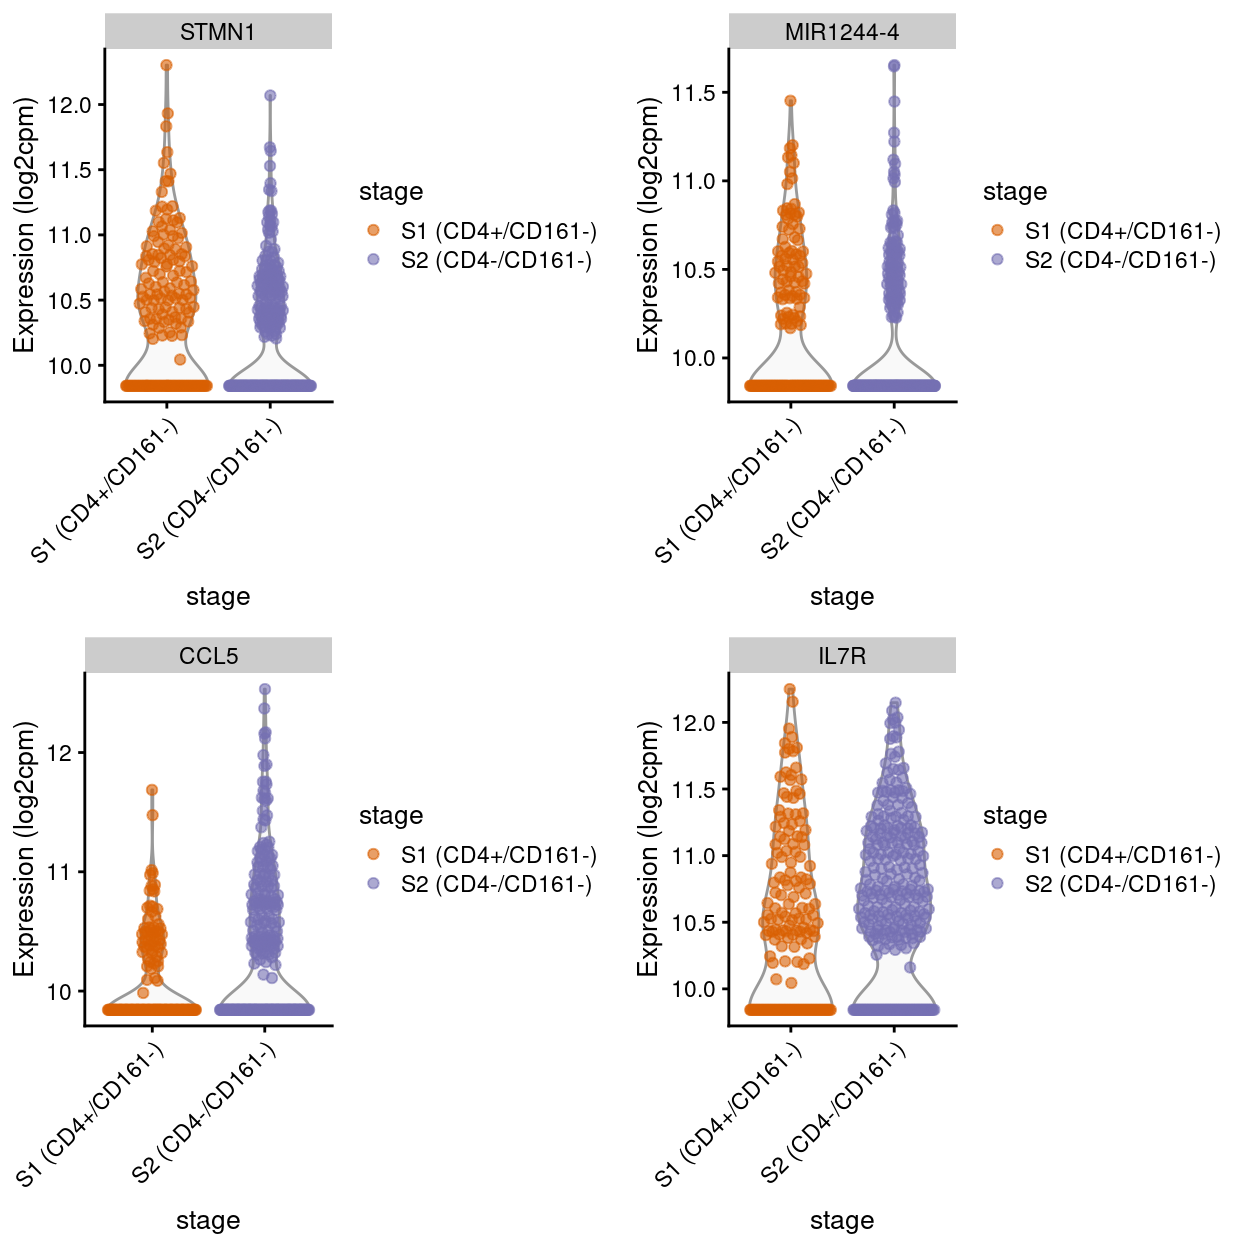 STMN1
Expression (log2cpm)
12.0
11.5
11.0
10.5
10.0
S1 (CD4+/CD161-)
S2 (CD4-/CD161-)
stage
stage
S1 (CD4+/CD161-)
S2 (CD4-/CD161-)
MIR1244-4
Expression (log2cpm)
11.5
11.0
10.5
10.0
S1 (CD4+/CD161-)
S2 (CD4-/CD161-)
stage
stage
S1 (CD4+/CD161-)
S2 (CD4-/CD161-)
CCL5
Expression (log2cpm)
12
11
10
S1 (CD4+/CD161-)
S2 (CD4-/CD161-)
stage
stage
S1 (CD4+/CD161-)
S2 (CD4-/CD161-)
IL7R
Expression (log2cpm)
12.0
11.5
11.0
10.5
10.0
S1 (CD4+/CD161-)
S2 (CD4-/CD161-)
stage
stage
S1 (CD4+/CD161-)
S2 (CD4-/CD161-)